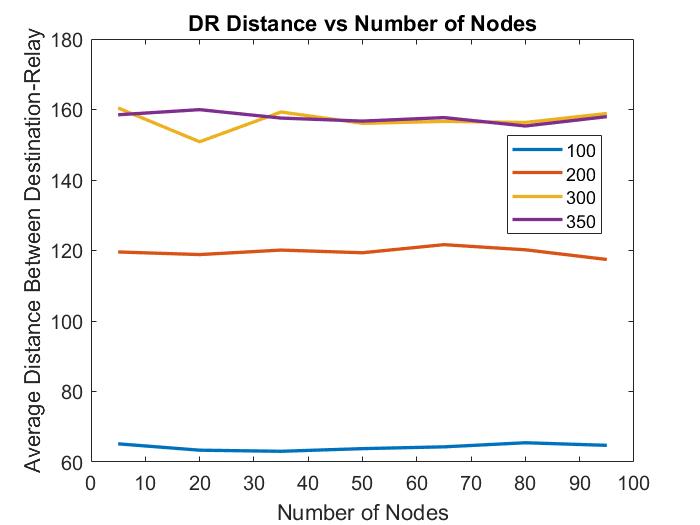 DR Distance vs Number of Nodes
Average Distance Between Destination-Relay
180
160
140
120
100
80
60
100
200
300
350
0 10 20 30 40 50 60 70 80 90 100
Number of Nodes